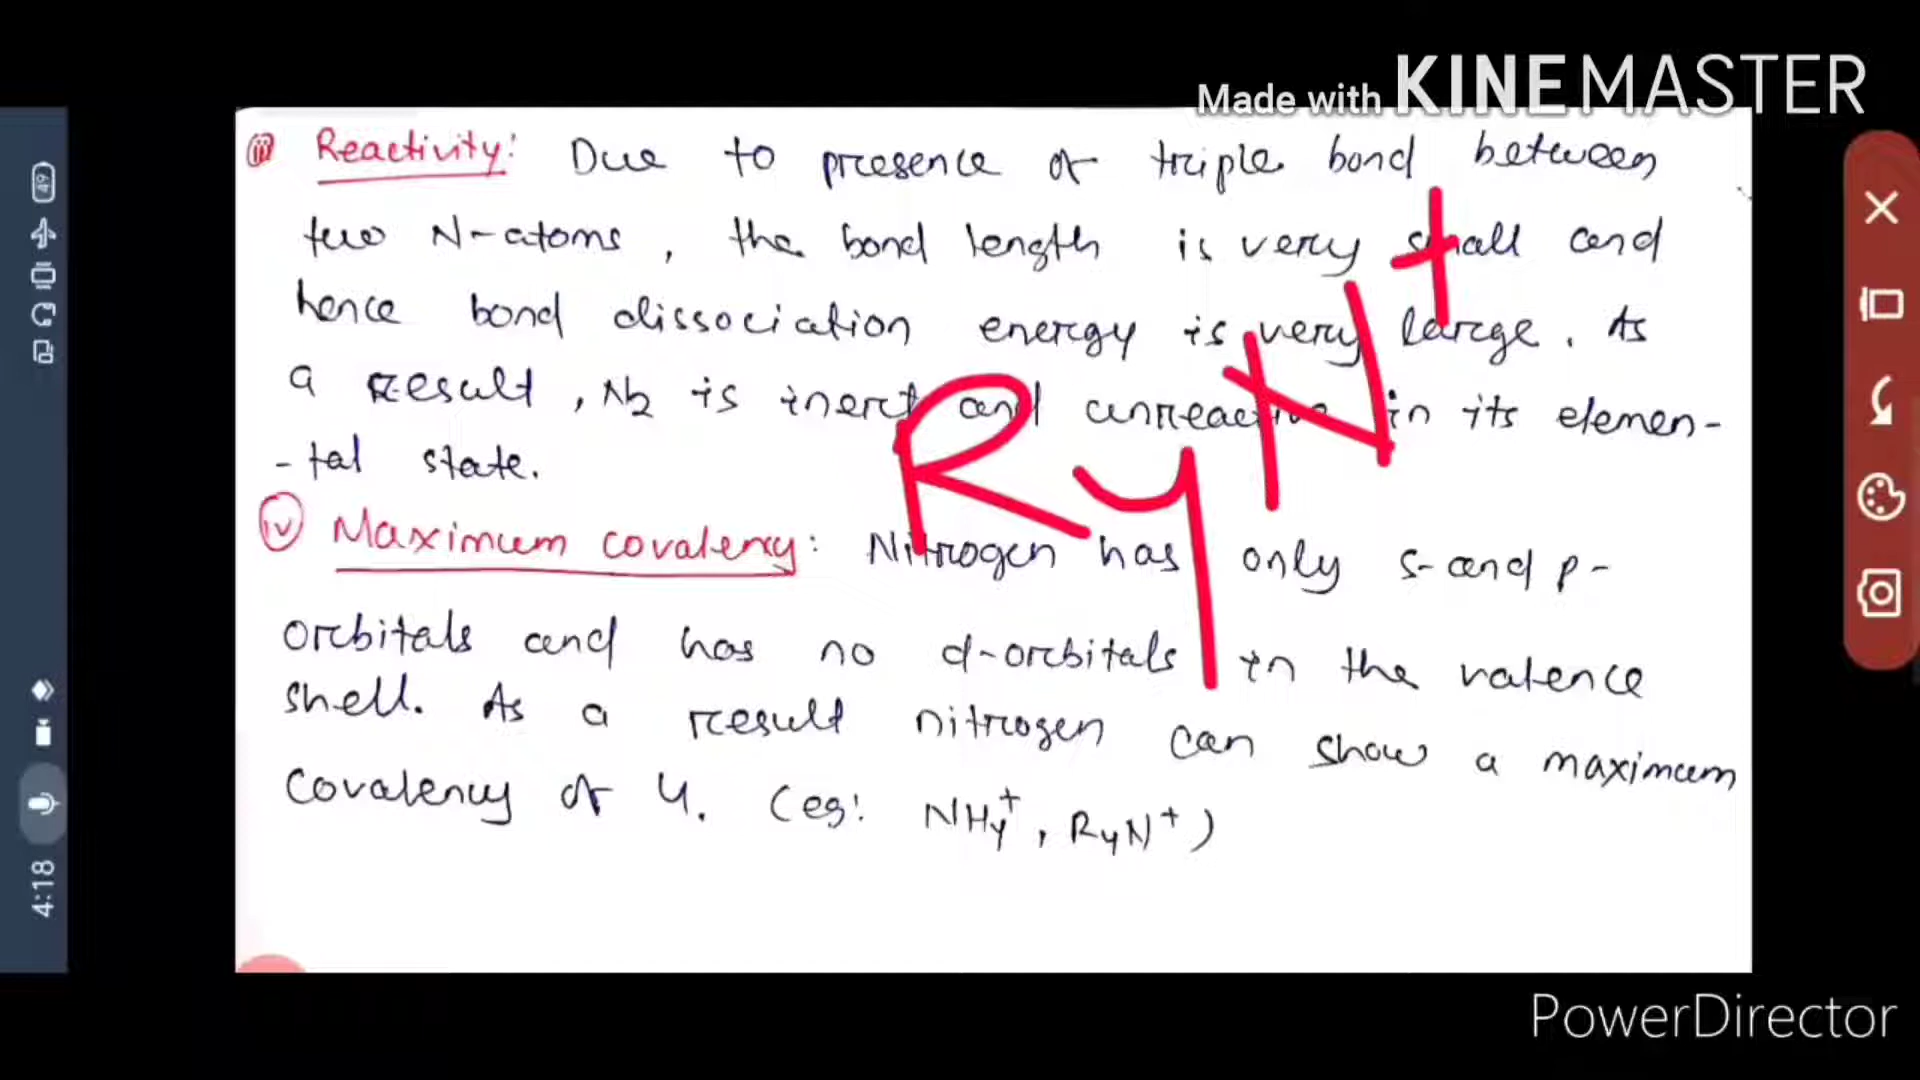 Made with KINEMASTER
(iii) Reactivity: Due to presence of triple bond between
two N-atoms, the bond length is very small and
hence bond dissociation energy is very large. As
a result, N2 is inert and unreactive in its elemen-
-tal state.
R4N+
(iv) Maximum covalency: Nitrogen has only s-and p-
orbitals and has no d-orbitals in the valence
shell. As a result nitrogen can show a maximum
covalency of 4. (eg: NH4+, R4N+)
49
4:18
PowerDirector